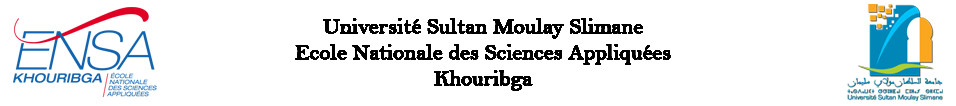 ENSA
KHOURIBGA
ÉCOLE
NATIONALE
DES SCIENCES
APPLIQUÉES
Université Sultan Moulay Slimane
Ecole Nationale des Sciences Appliquées
Khouribga
جامعة السلطان مولاي سليمان
Université Sultan Moulay Slimane